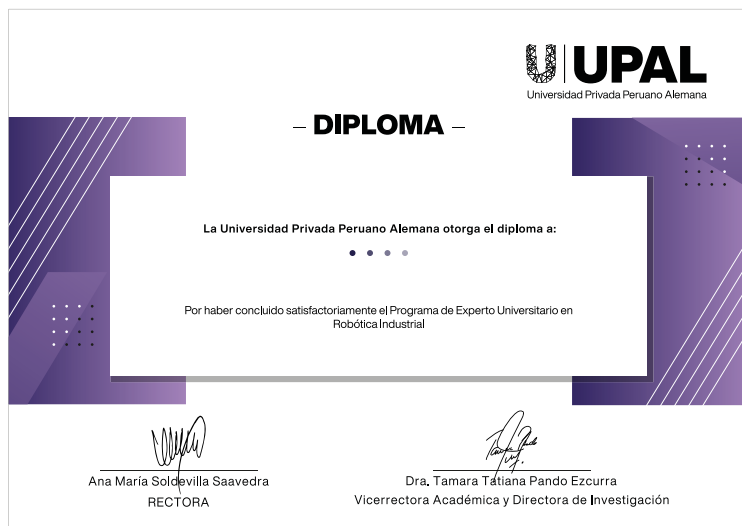 UPAL
Universidad Privada Peruano Alemana
— DIPLOMA —
La Universidad Privada Peruano Alemana otorga el diploma a:
Por haber concluido satisfactoriamente el Programa de Experto Universitario en
Robótica Industrial
Ana María Soldevilla Saavedra
RECTORA
Dra. Tamara Tatiana Pando Ezcurra
Vicerrectora Académica y Directora de Investigación